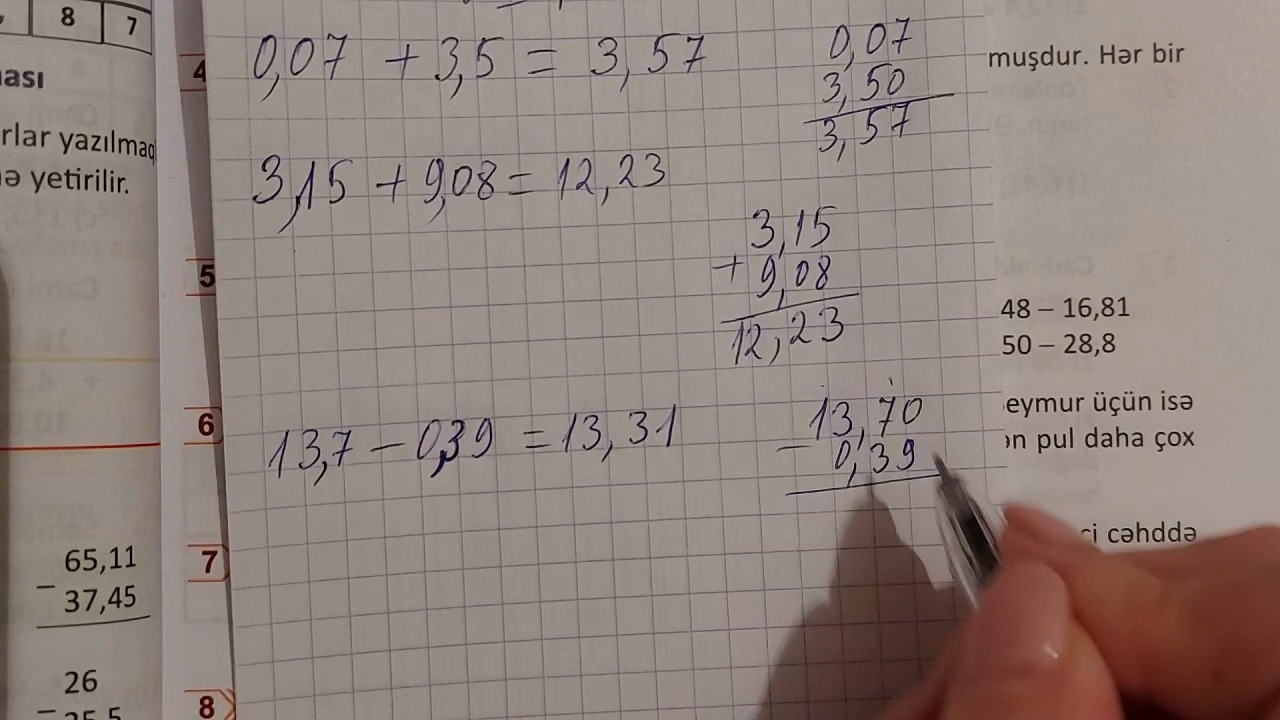 8 7
ası
rlar yazılmaq
ə yetirilir.
65,11
− 37,45
26
−
4
5
6
7
8
0,07 + 3,5 = 3,57
0,07
3,50
3,57
3,15 + 9,08 = 12,23
3,15
+ 9,08
12,23
13,7 − 0,39 = 13,31
13,70
− 0,39
muşdur. Hər bir
48 − 16,81
50 − 28,8
eymur üçün isə
ən pul daha çox
ci cəhddə